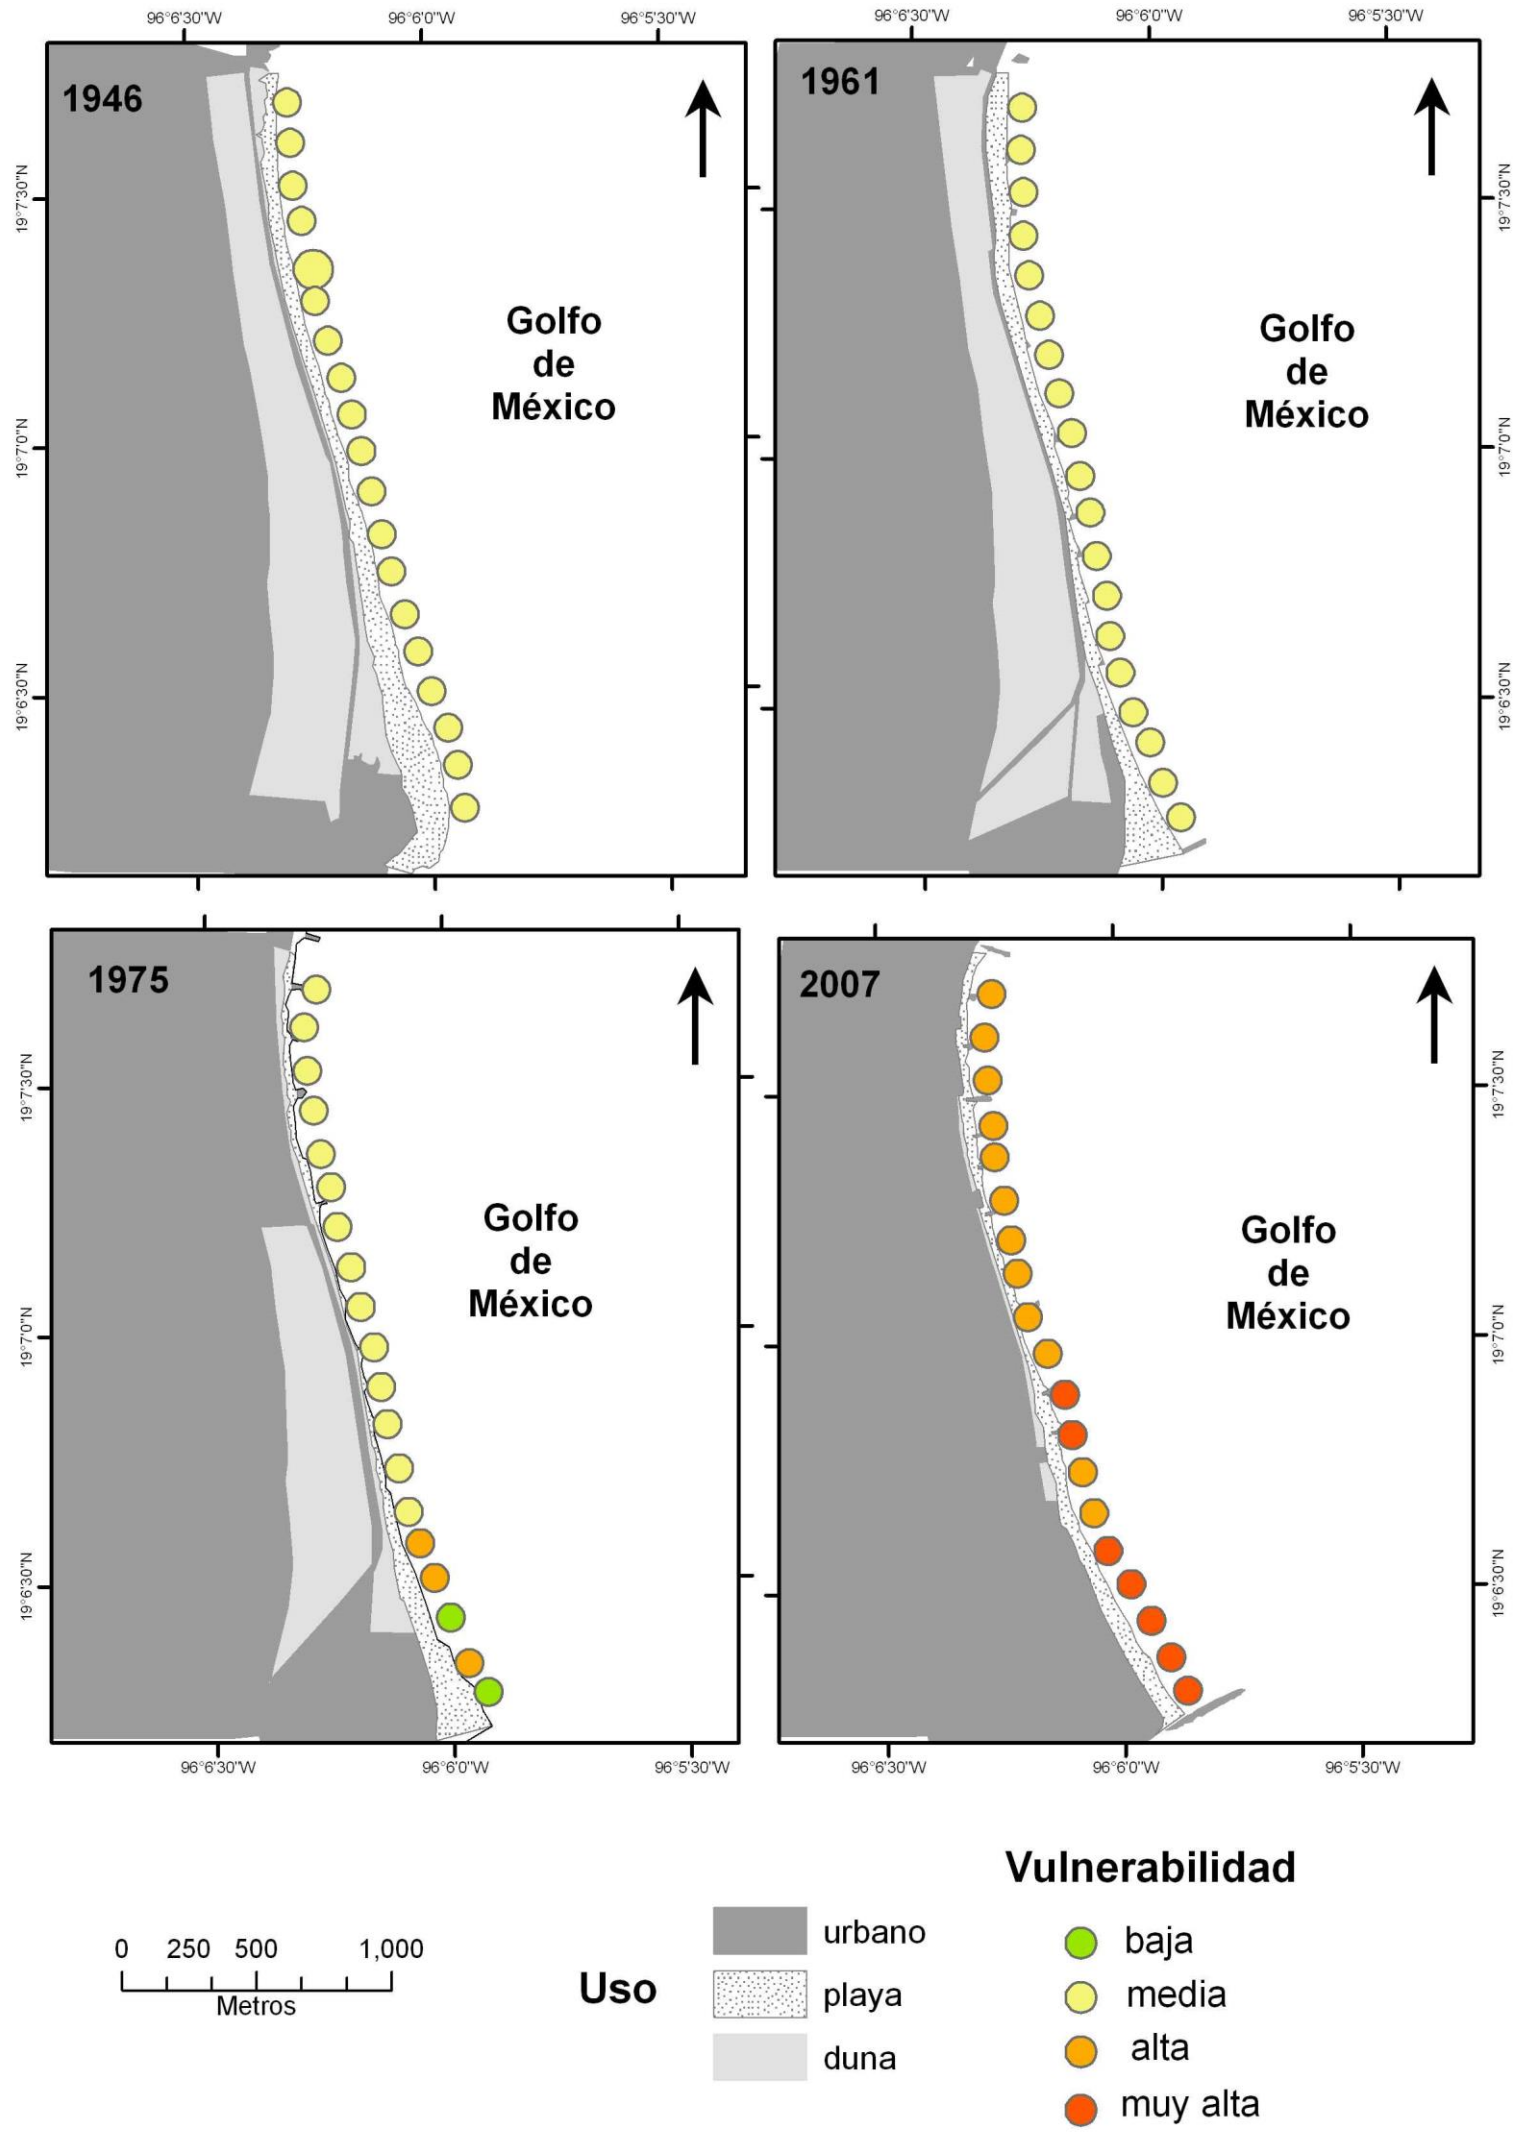 96°6'30"W 96°6'0"W 96°5'30"W
96°6'30"W 96°6'0"W 96°5'30"W
1946
19°7'30"N
19°7'0"N
19°6'30"N
Golfo
de
México
1961
19°7'30"N
19°7'0"N
19°6'30"N
Golfo
de
México
1975
19°7'30"N
19°7'0"N
19°6'30"N
Golfo
de
México
2007
19°7'30"N
19°7'0"N
19°6'30"N
Golfo
de
México
96°6'30"W 96°6'0"W 96°5'30"W
96°6'30"W 96°6'0"W 96°5'30"W
0 250 500 1,000
Metros
Uso
urbano
playa
duna
Vulnerabilidad
baja
media
alta
muy alta